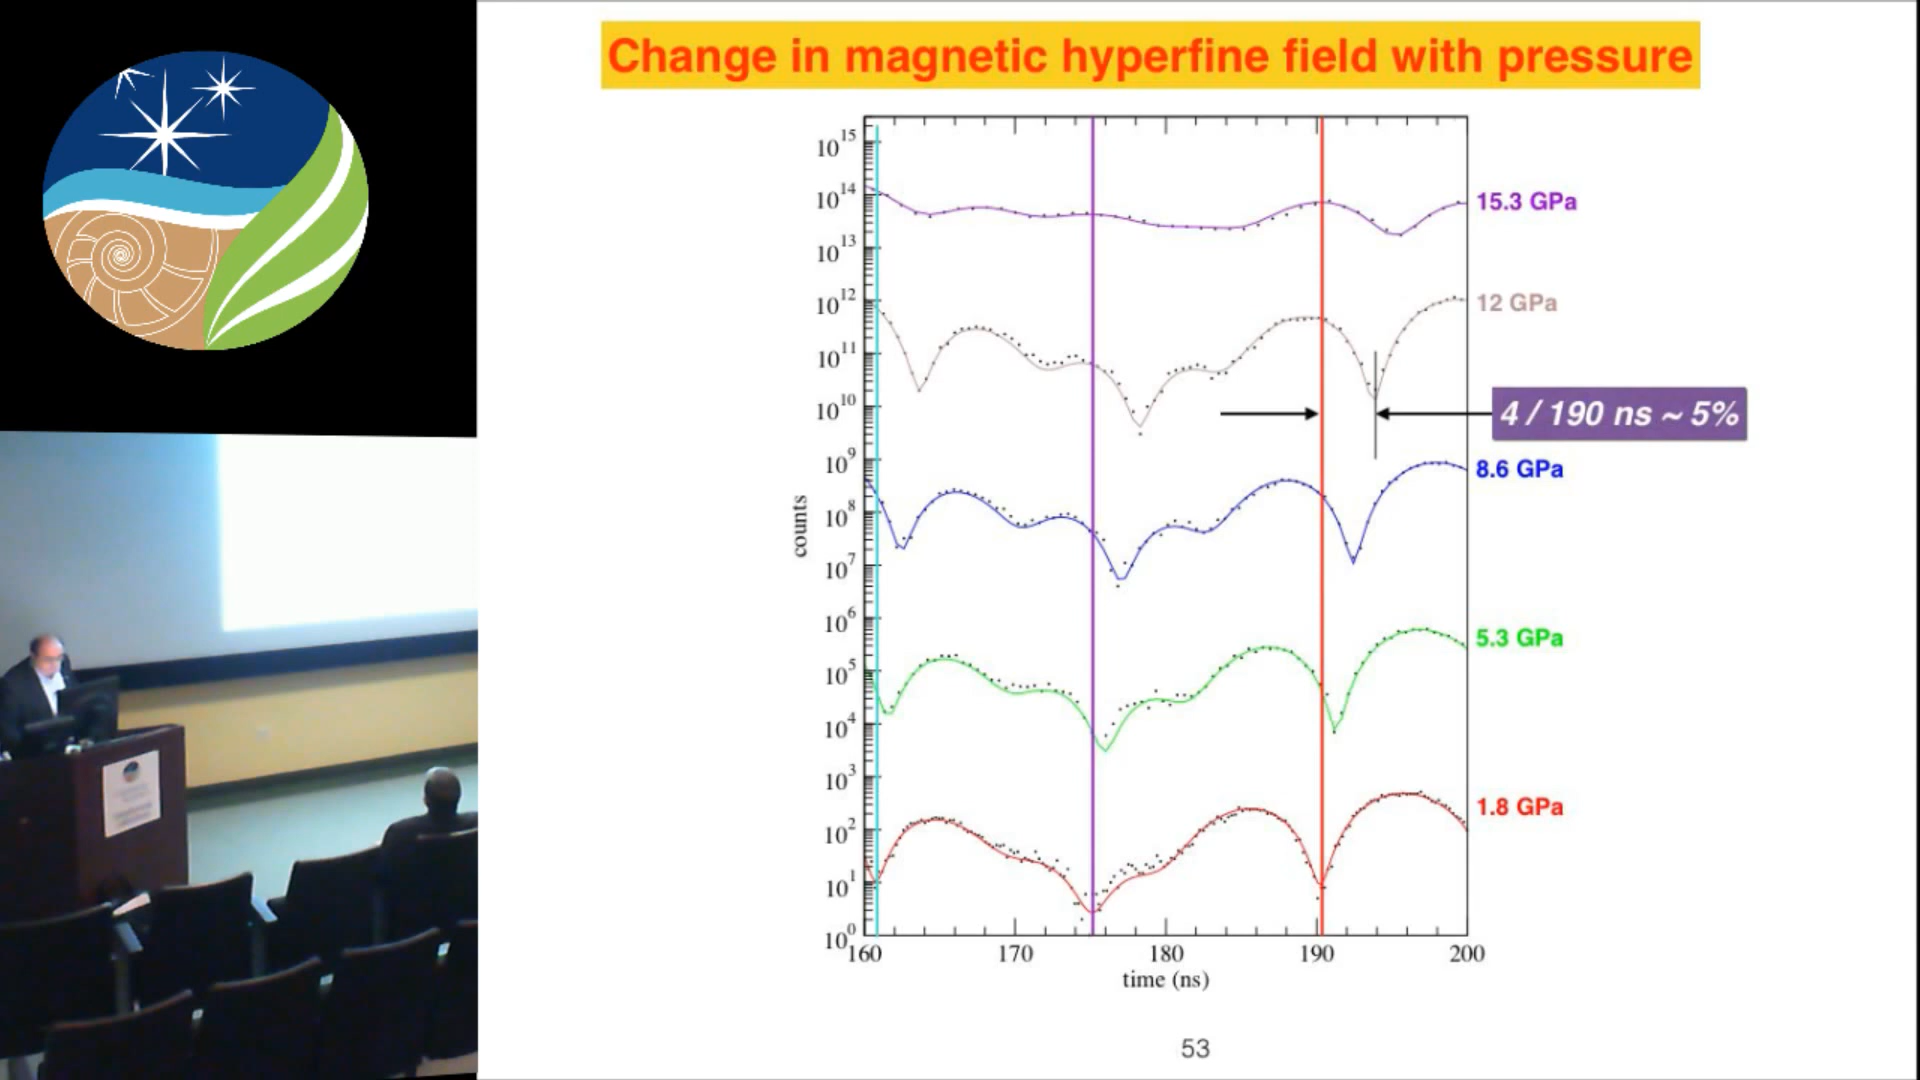 Change in magnetic hyperfine field with pressure
10^15
10^14
10^13
10^12
10^11
10^10
10^9
10^8
10^7
10^6
10^5
10^4
10^3
10^2
10^1
10^0
counts
160 170 180 190 200
time (ns)
15.3 GPa
12 GPa
4 / 190 ns ~ 5%
8.6 GPa
5.3 GPa
1.8 GPa
53